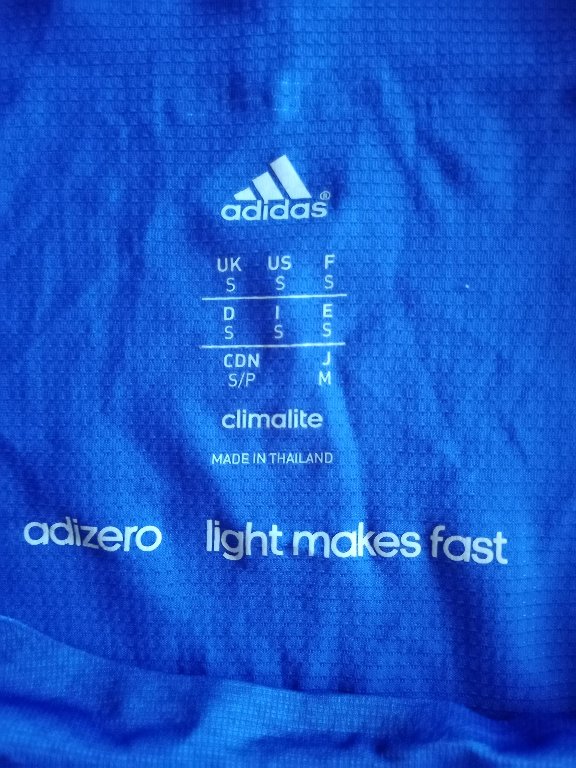 adidas®
UK US F
S S S
D I E
S S S
CDN J
S/P M
climalite
MADE IN THAILAND
adizero light makes fast